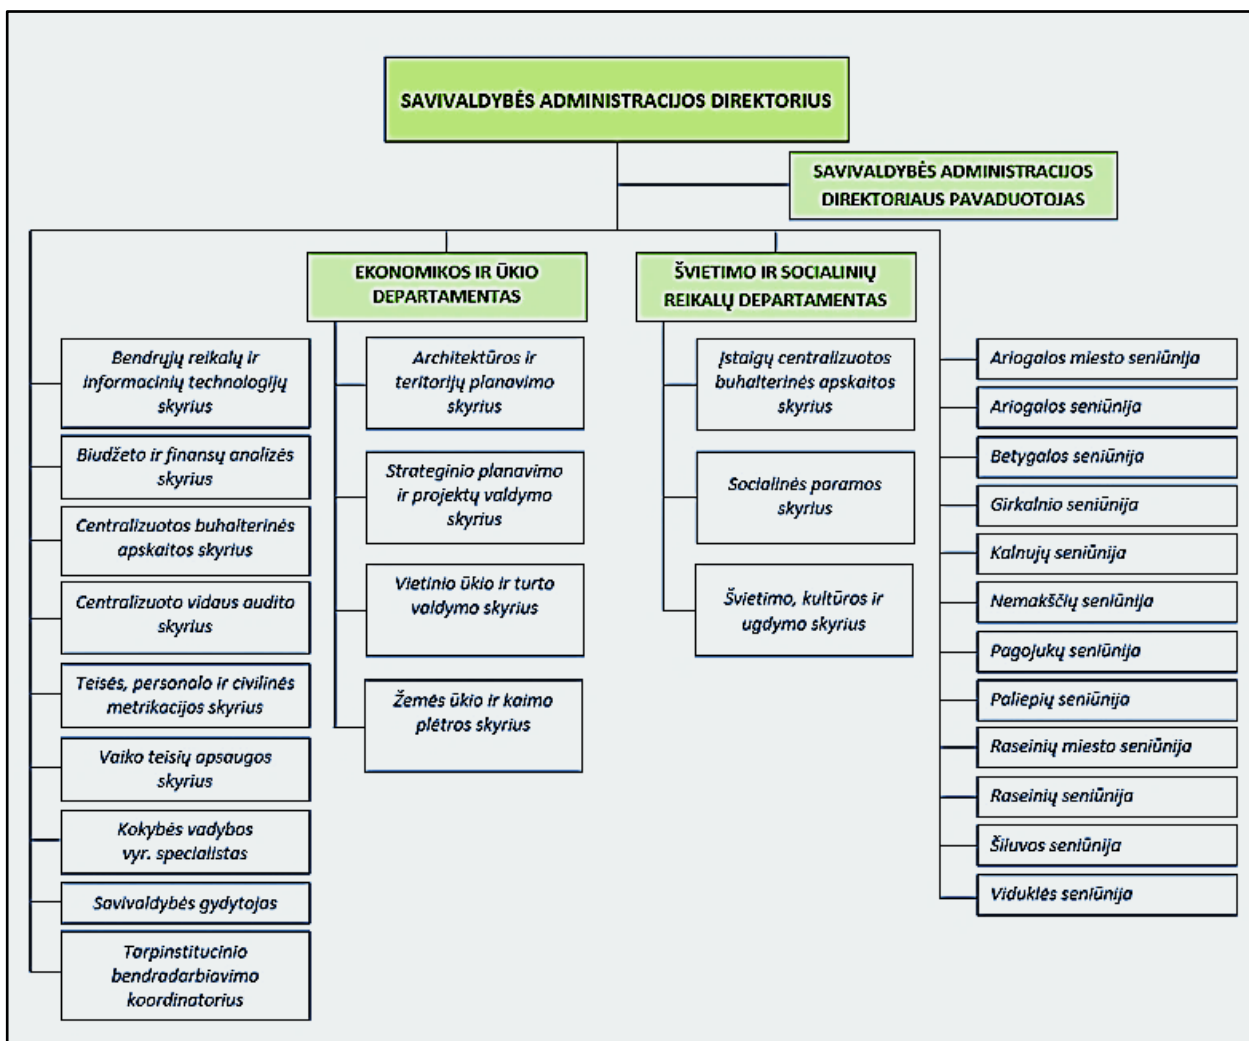 SAVIVALDYBĖS ADMINISTRACIJOS DIREKTORIUS
SAVIVALDYBĖS ADMINISTRACIJOS
DIREKTORIAUS PAVADUOTOJAS
EKONOMIKOS IR ŪKIO
DEPARTAMENTAS
ŠVIETIMO IR SOCIALINIŲ
REIKALŲ DEPARTAMENTAS
Bendrųjų reikalų ir
informacinių technologijų
skyrius
Biudžeto ir finansų analizės
skyrius
Centralizuotos buhalterinės
apskaitos skyrius
Centralizuoto vidaus audito
skyrius
Teisės, personalo ir civilinės
metrikacijos skyrius
Vaiko teisių apsaugos
skyrius
Kokybės vadybos
vyr. specialistas
Savivaldybės gydytojas
Tarpinstitucinio
bendradarbiavimo
koordinatorius
Architektūros ir
teritorijų planavimo
skyrius
Strateginio planavimo
ir projektų valdymo
skyrius
Vietinio ūkio ir turto
valdymo skyrius
Žemės ūkio ir kaimo
plėtros skyrius
Įstaigų centralizuotos
buhalterinės apskaitos
skyrius
Socialinės paramos
skyrius
Švietimo, kultūros ir
ugdymo skyrius
Ariogalos miesto seniūnija
Ariogalos seniūnija
Betygalos seniūnija
Girkalnio seniūnija
Kalnujų seniūnija
Nemakščių seniūnija
Pagojukų seniūnija
Paliepių seniūnija
Raseinių miesto seniūnija
Raseinių seniūnija
Šiluvos seniūnija
Viduklės seniūnija